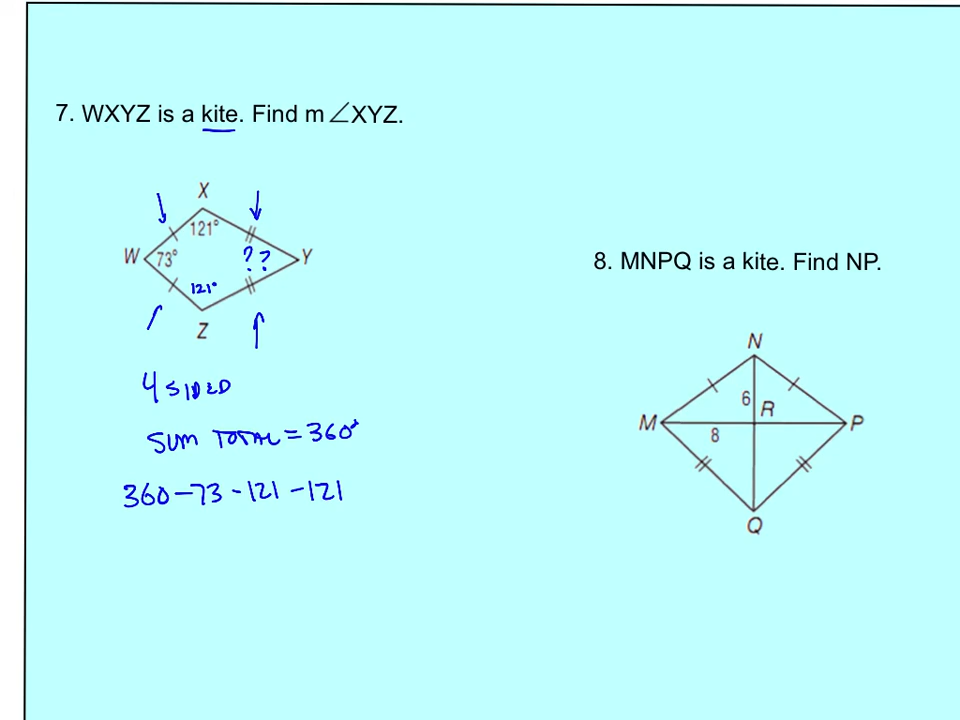 7. WXYZ is a kite. Find m∠XYZ.
X
121°
W
73°
? ?
Y
121°
Z
4 SIDED
SUM TOTAL = 360°
360 - 73 - 121 - 121
8. MNPQ is a kite. Find NP.
N
6
R
M
P
8
Q